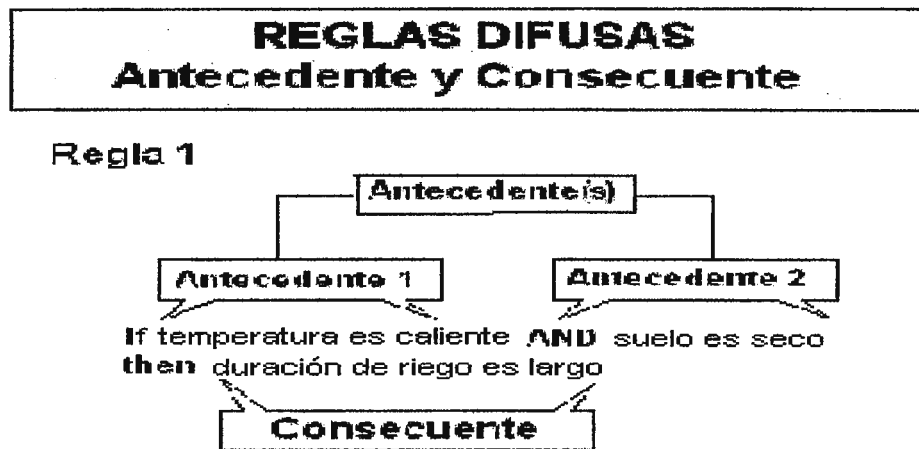 REGLAS DIFUSAS
Antecedente y Consecuente
Regla 1
Antecedente(s)
Antecedente 1
Antecedente 2
If temperatura es caliente AND suelo es seco
then duración de riego es largo
Consecuente